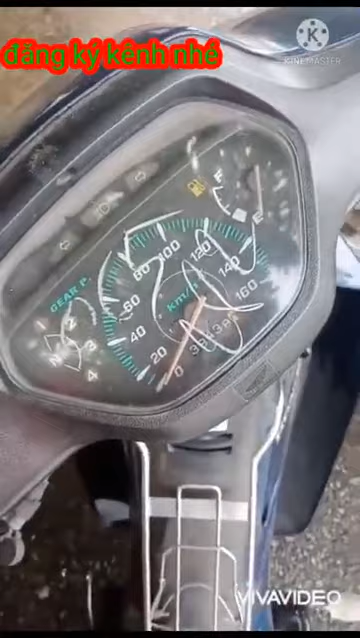 đăng ký kênh nhé
K
KINEMASTER
F
E
GEAR P.
1
2
3
4
N
0
20
40
60
80
100
120
140
160
km/h
VIVAVIDEO